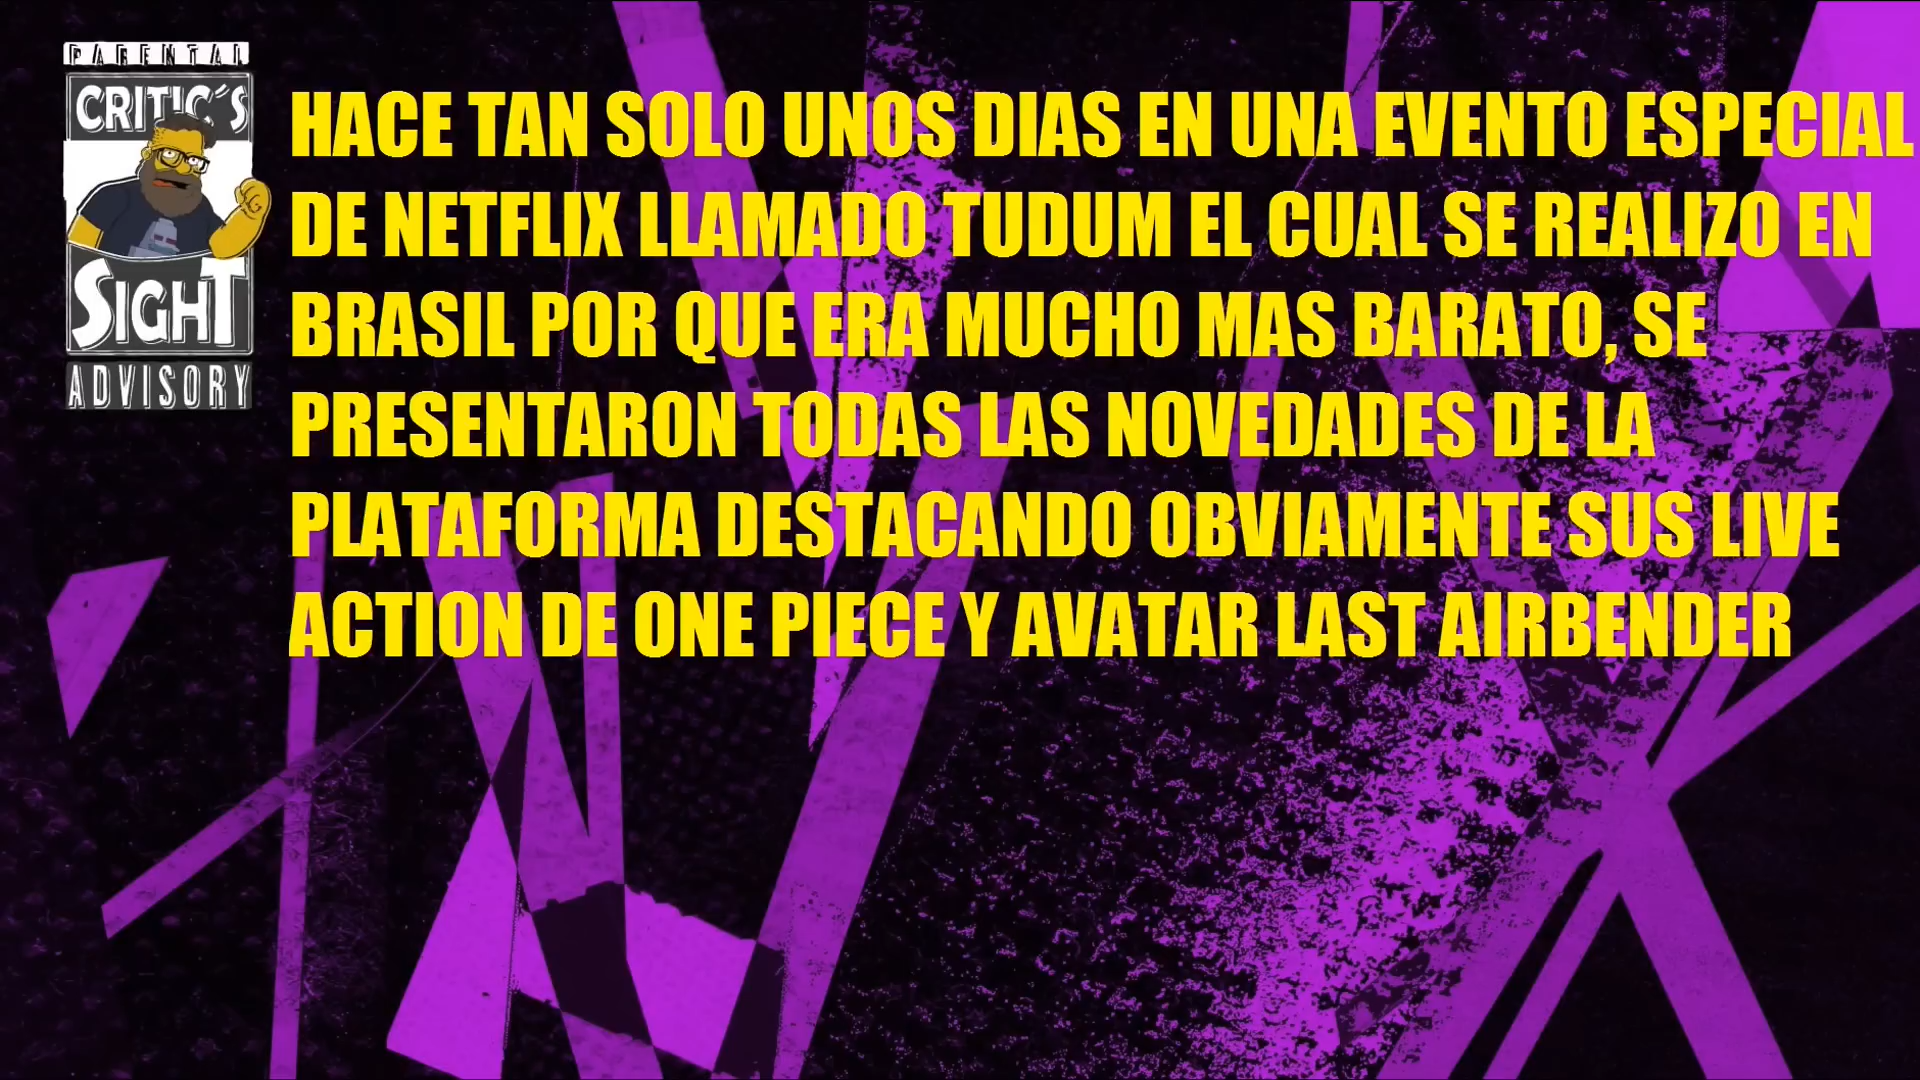 PARENTAL
CRITIC'S
SIGHT
ADVISORY
HACE TAN SOLO UNOS DIAS EN UNA EVENTO ESPECIAL
DE NETFLIX LLAMADO TUDUM EL CUAL SE REALIZO EN
BRASIL POR QUE ERA MUCHO MAS BARATO, SE
PRESENTARON TODAS LAS NOVEDADES DE LA
PLATAFORMA DESTACANDO OBVIAMENTE SUS LIVE
ACTION DE ONE PIECE Y AVATAR LAST AIRBENDER